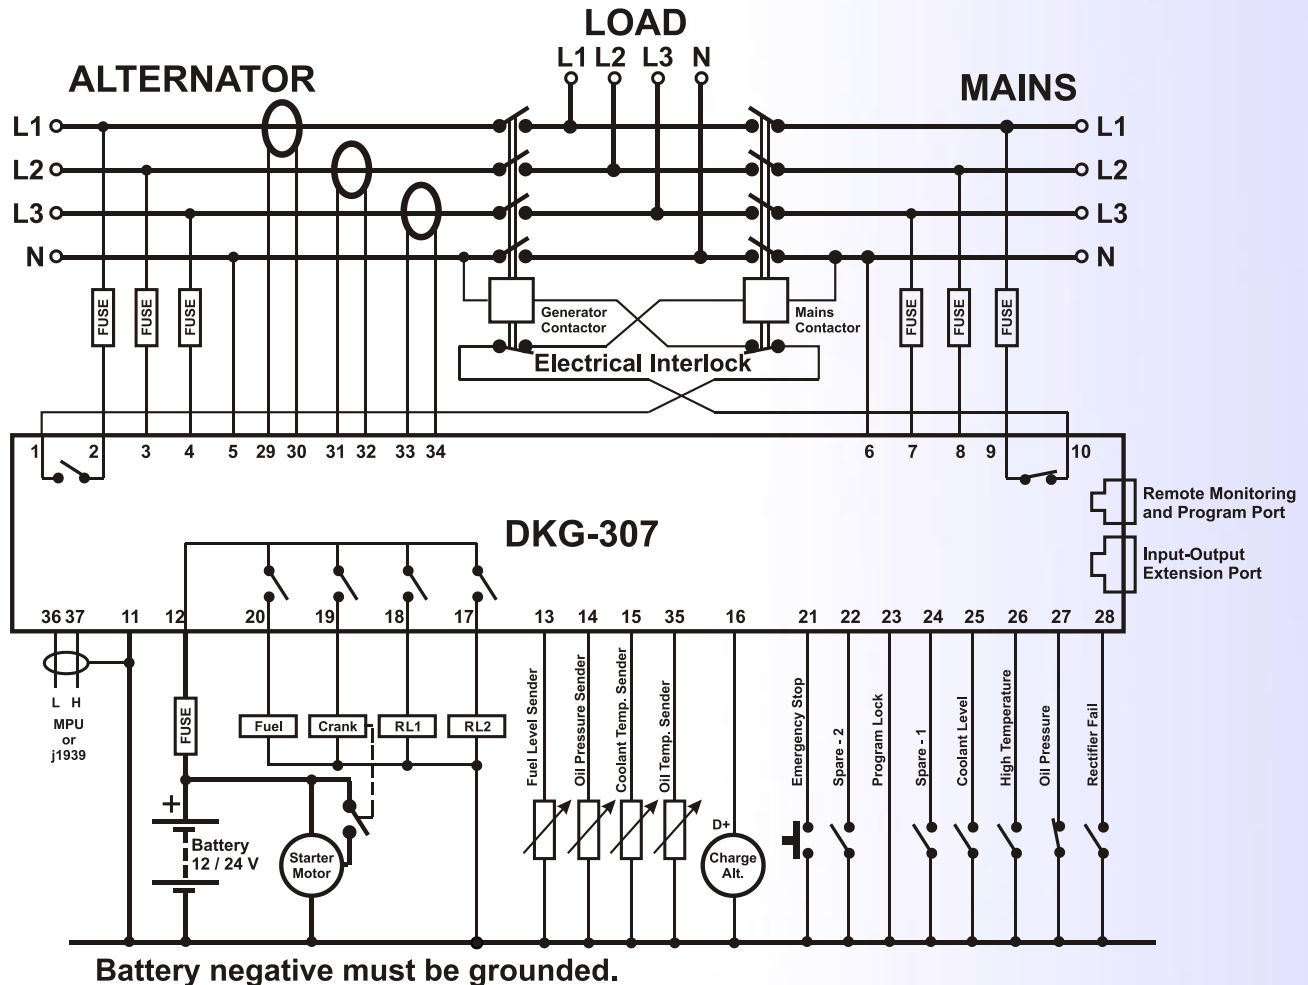 LOAD
L1 L2 L3 N
ALTERNATOR
MAINS
L1
L2
L3
N
L1
L2
L3
N
FUSE
FUSE
FUSE
Generator
Contactor
Mains
Contactor
FUSE
FUSE
FUSE
Electrical Interlock
1 2 3 4 5 29 30 31 32 33 34 6 7 8 9 10
DKG-307
Remote Monitoring
and Program Port
Input-Output
Extension Port
36 37 11 12 20 19 18 17 13 14 15 35 16 21 22 23 24 25 26 27 28
L H
MPU
or
j1939
FUSE
Fuel
Crank
RL1
RL2
Fuel Level Sender
Oil Pressure Sender
Coolant Temp. Sender
Oil Temp. Sender
Emergency Stop
Spare - 2
Program Lock
Spare - 1
Coolant Level
High Temperature
Oil Pressure
Rectifier Fail
+
Battery
12 / 24 V
Starter
Motor
D+
Charge
Alt.
Battery negative must be grounded.